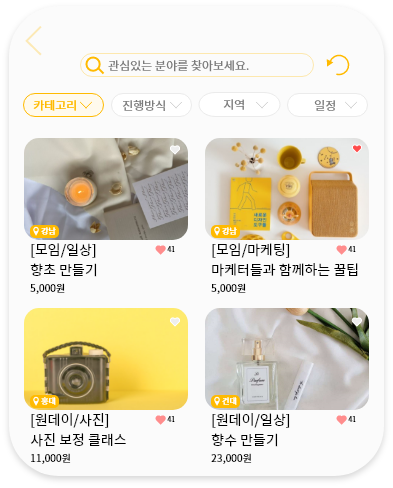 관심있는 분야를 찾아보세요.
카테고리
진행방식
지역
일정
강남
[모임/일상]
41
향초 만들기
5,000원
강남
[모임/마케팅]
41
마케터들과 함께하는 꿀팁
5,000원
홍대
[원데이/사진]
41
사진 보정 클래스
11,000원
건대
[원데이/일상]
41
향수 만들기
23,000원